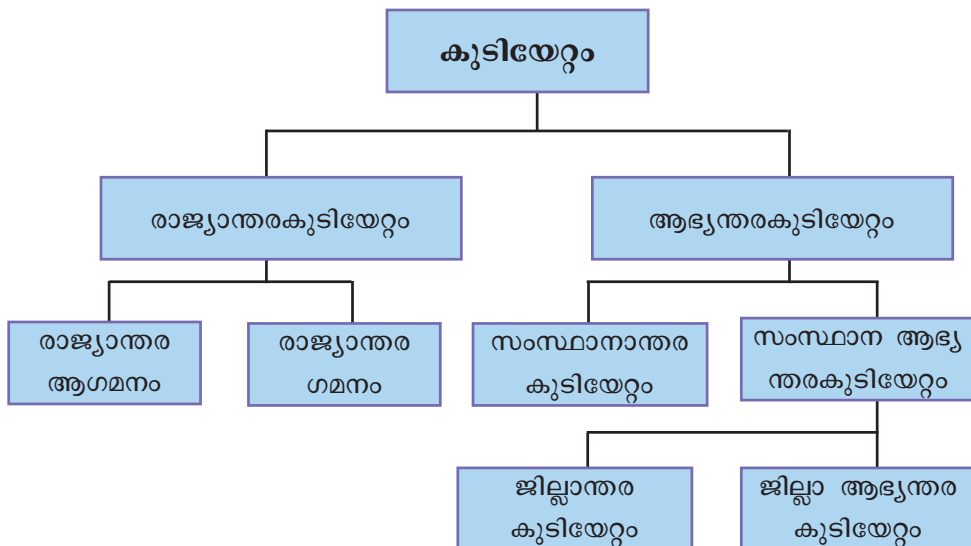 കുടിയേറ്റം
രാജ്യാന്തരകുടിയേറ്റം
ആഭ്യന്തരകുടിയേറ്റം
രാജ്യാന്തര
ആഗമനം
രാജ്യാന്തര
ഗമനം
സംസ്ഥാനാന്തര
കുടിയേറ്റം
സംസ്ഥാന ആഭ്യ
ന്തരകുടിയേറ്റം
ജില്ലാന്തര
കുടിയേറ്റം
ജില്ലാ ആഭ്യന്തര
കുടിയേറ്റം